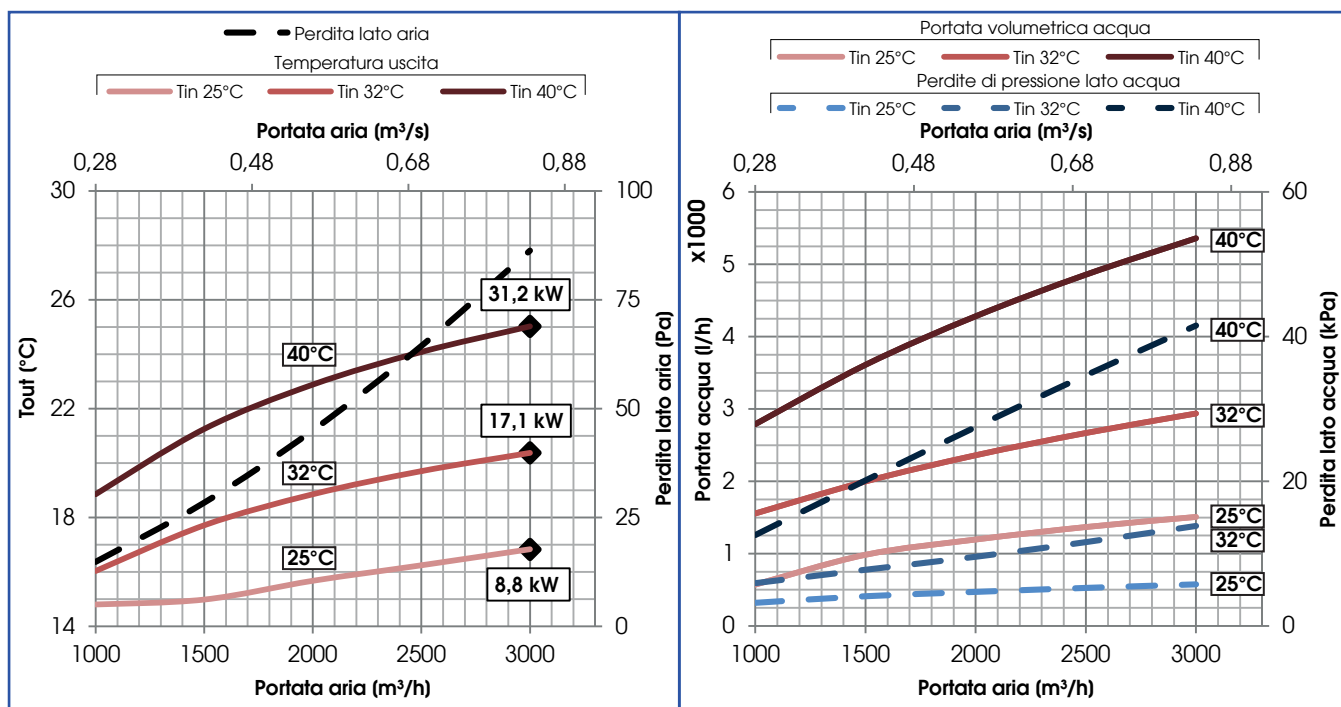 Perdita lato aria
Temperatura uscita
Tin 25°C Tin 32°C Tin 40°C
Portata aria (m³/s)
0,28 0,48 0,68 0,88
30 100
26 75
22 50
18 25
14 0
Tout (°C)
Perdita lato aria (Pa)
31,2 kW
40°C
17,1 kW
32°C
25°C
8,8 kW
1000 1500 2000 2500 3000
Portata aria (m³/h)
Portata volumetrica acqua
Tin 25°C Tin 32°C Tin 40°C
Perdite di pressione lato acqua
Tin 25°C Tin 32°C Tin 40°C
Portata aria (m³/s)
0,28 0,48 0,68 0,88
6 60
5
4 40
3
2 20
1
0 0
x1000
Portata acqua (l/h)
Perdita lato acqua (kPa)
40°C
40°C
32°C
25°C
32°C
25°C
1000 1500 2000 2500 3000
Portata aria (m³/h)